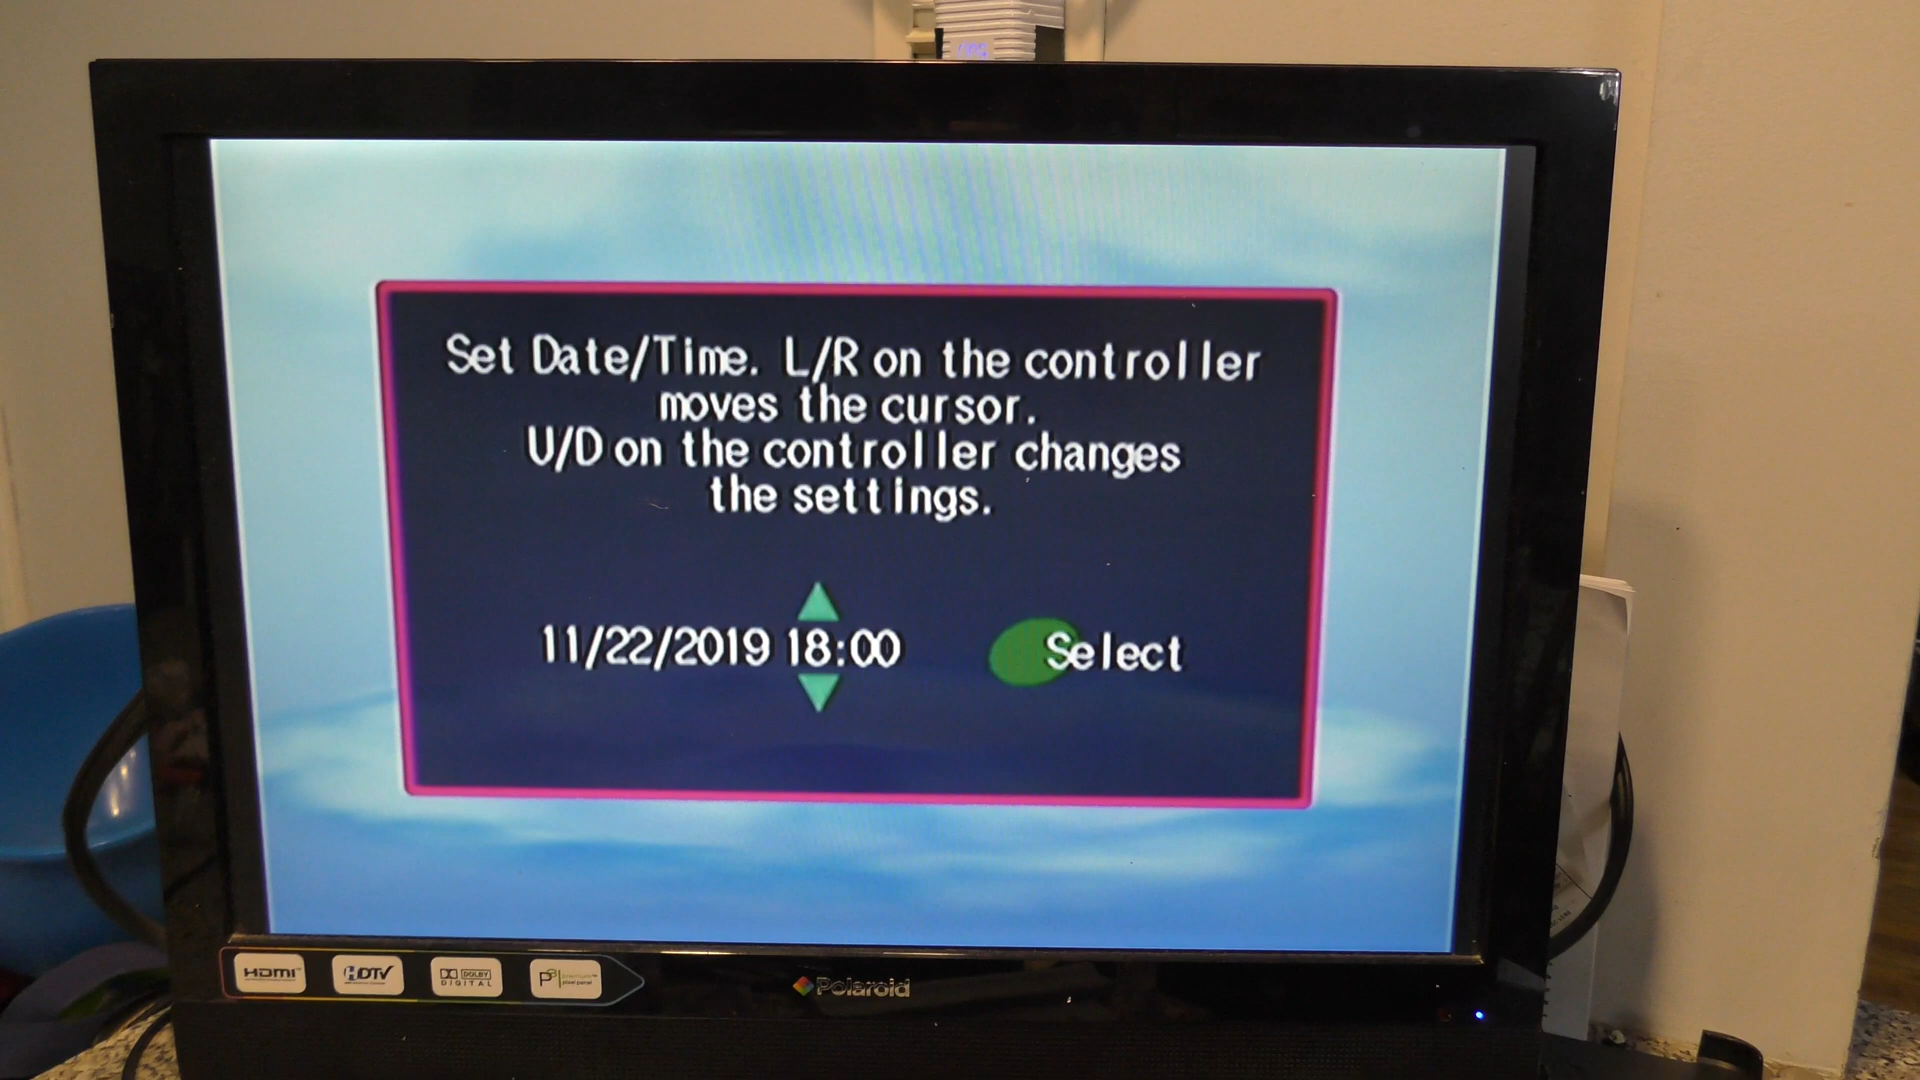 Set Date/Time. L/R on the controller
moves the cursor.
U/D on the controller changes
the settings.
11/22/2019 18:00
Select
HDMI
HDTV
DOLBY
DIGITAL
Polaroid